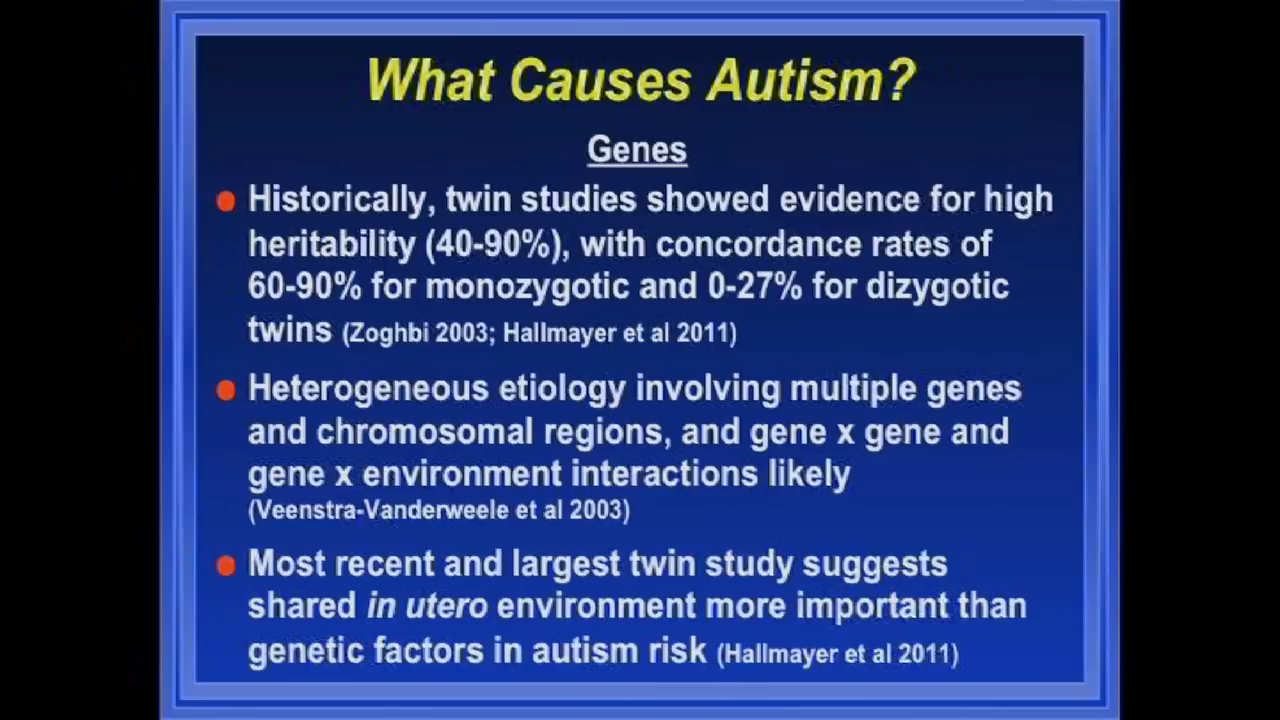 What Causes Autism?
Genes
Historically, twin studies showed evidence for high
heritability (40-90%), with concordance rates of
60-90% for monozygotic and 0-27% for dizygotic
twins (Zoghbi 2003; Hallmayer et al 2011)
Heterogeneous etiology involving multiple genes
and chromosomal regions, and gene x gene and
gene x environment interactions likely
(Veenstra-Vanderweele et al 2003)
Most recent and largest twin study suggests
shared in utero environment more important than
genetic factors in autism risk (Hallmayer et al 2011)